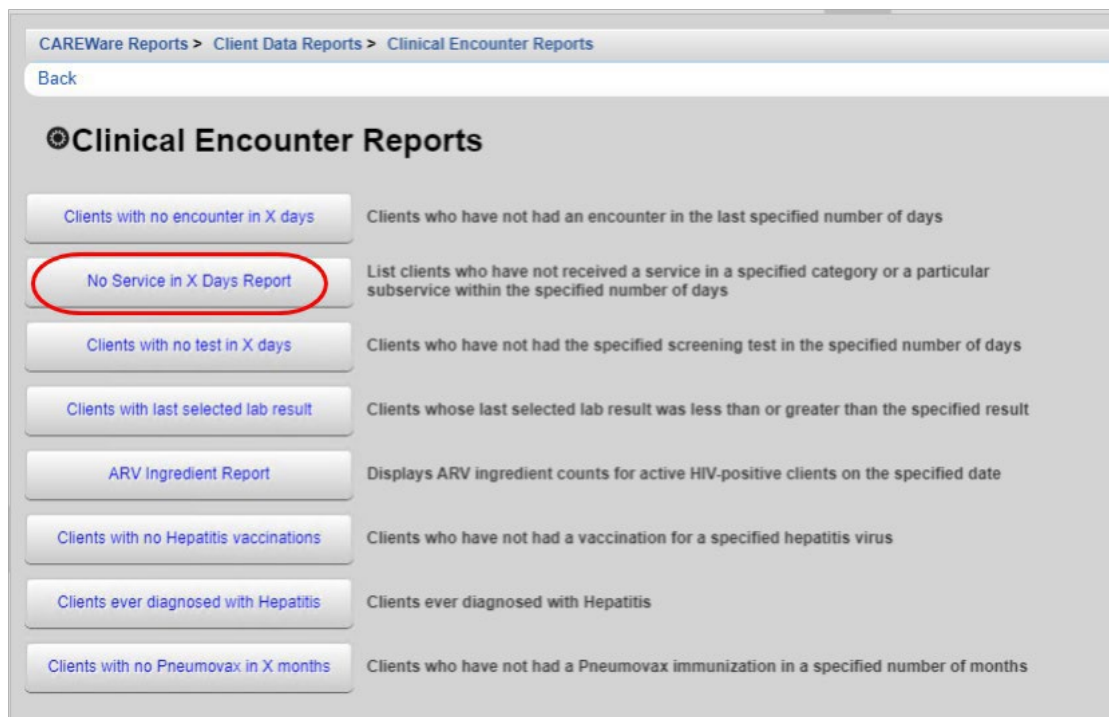 CAREWare Reports > Client Data Reports > Clinical Encounter Reports
Back
Clinical Encounter Reports
Clients with no encounter in X days
Clients who have not had an encounter in the last specified number of days
No Service in X Days Report
List clients who have not received a service in a specified category or a particular
subservice within the specified number of days
Clients with no test in X days
Clients who have not had the specified screening test in the specified number of days
Clients with last selected lab result
Clients whose last selected lab result was less than or greater than the specified result
ARV Ingredient Report
Displays ARV ingredient counts for active HIV-positive clients on the specified date
Clients with no Hepatitis vaccinations
Clients who have not had a vaccination for a specified hepatitis virus
Clients ever diagnosed with Hepatitis
Clients ever diagnosed with Hepatitis
Clients with no Pneumovax in X months
Clients who have not had a Pneumovax immunization in a specified number of months